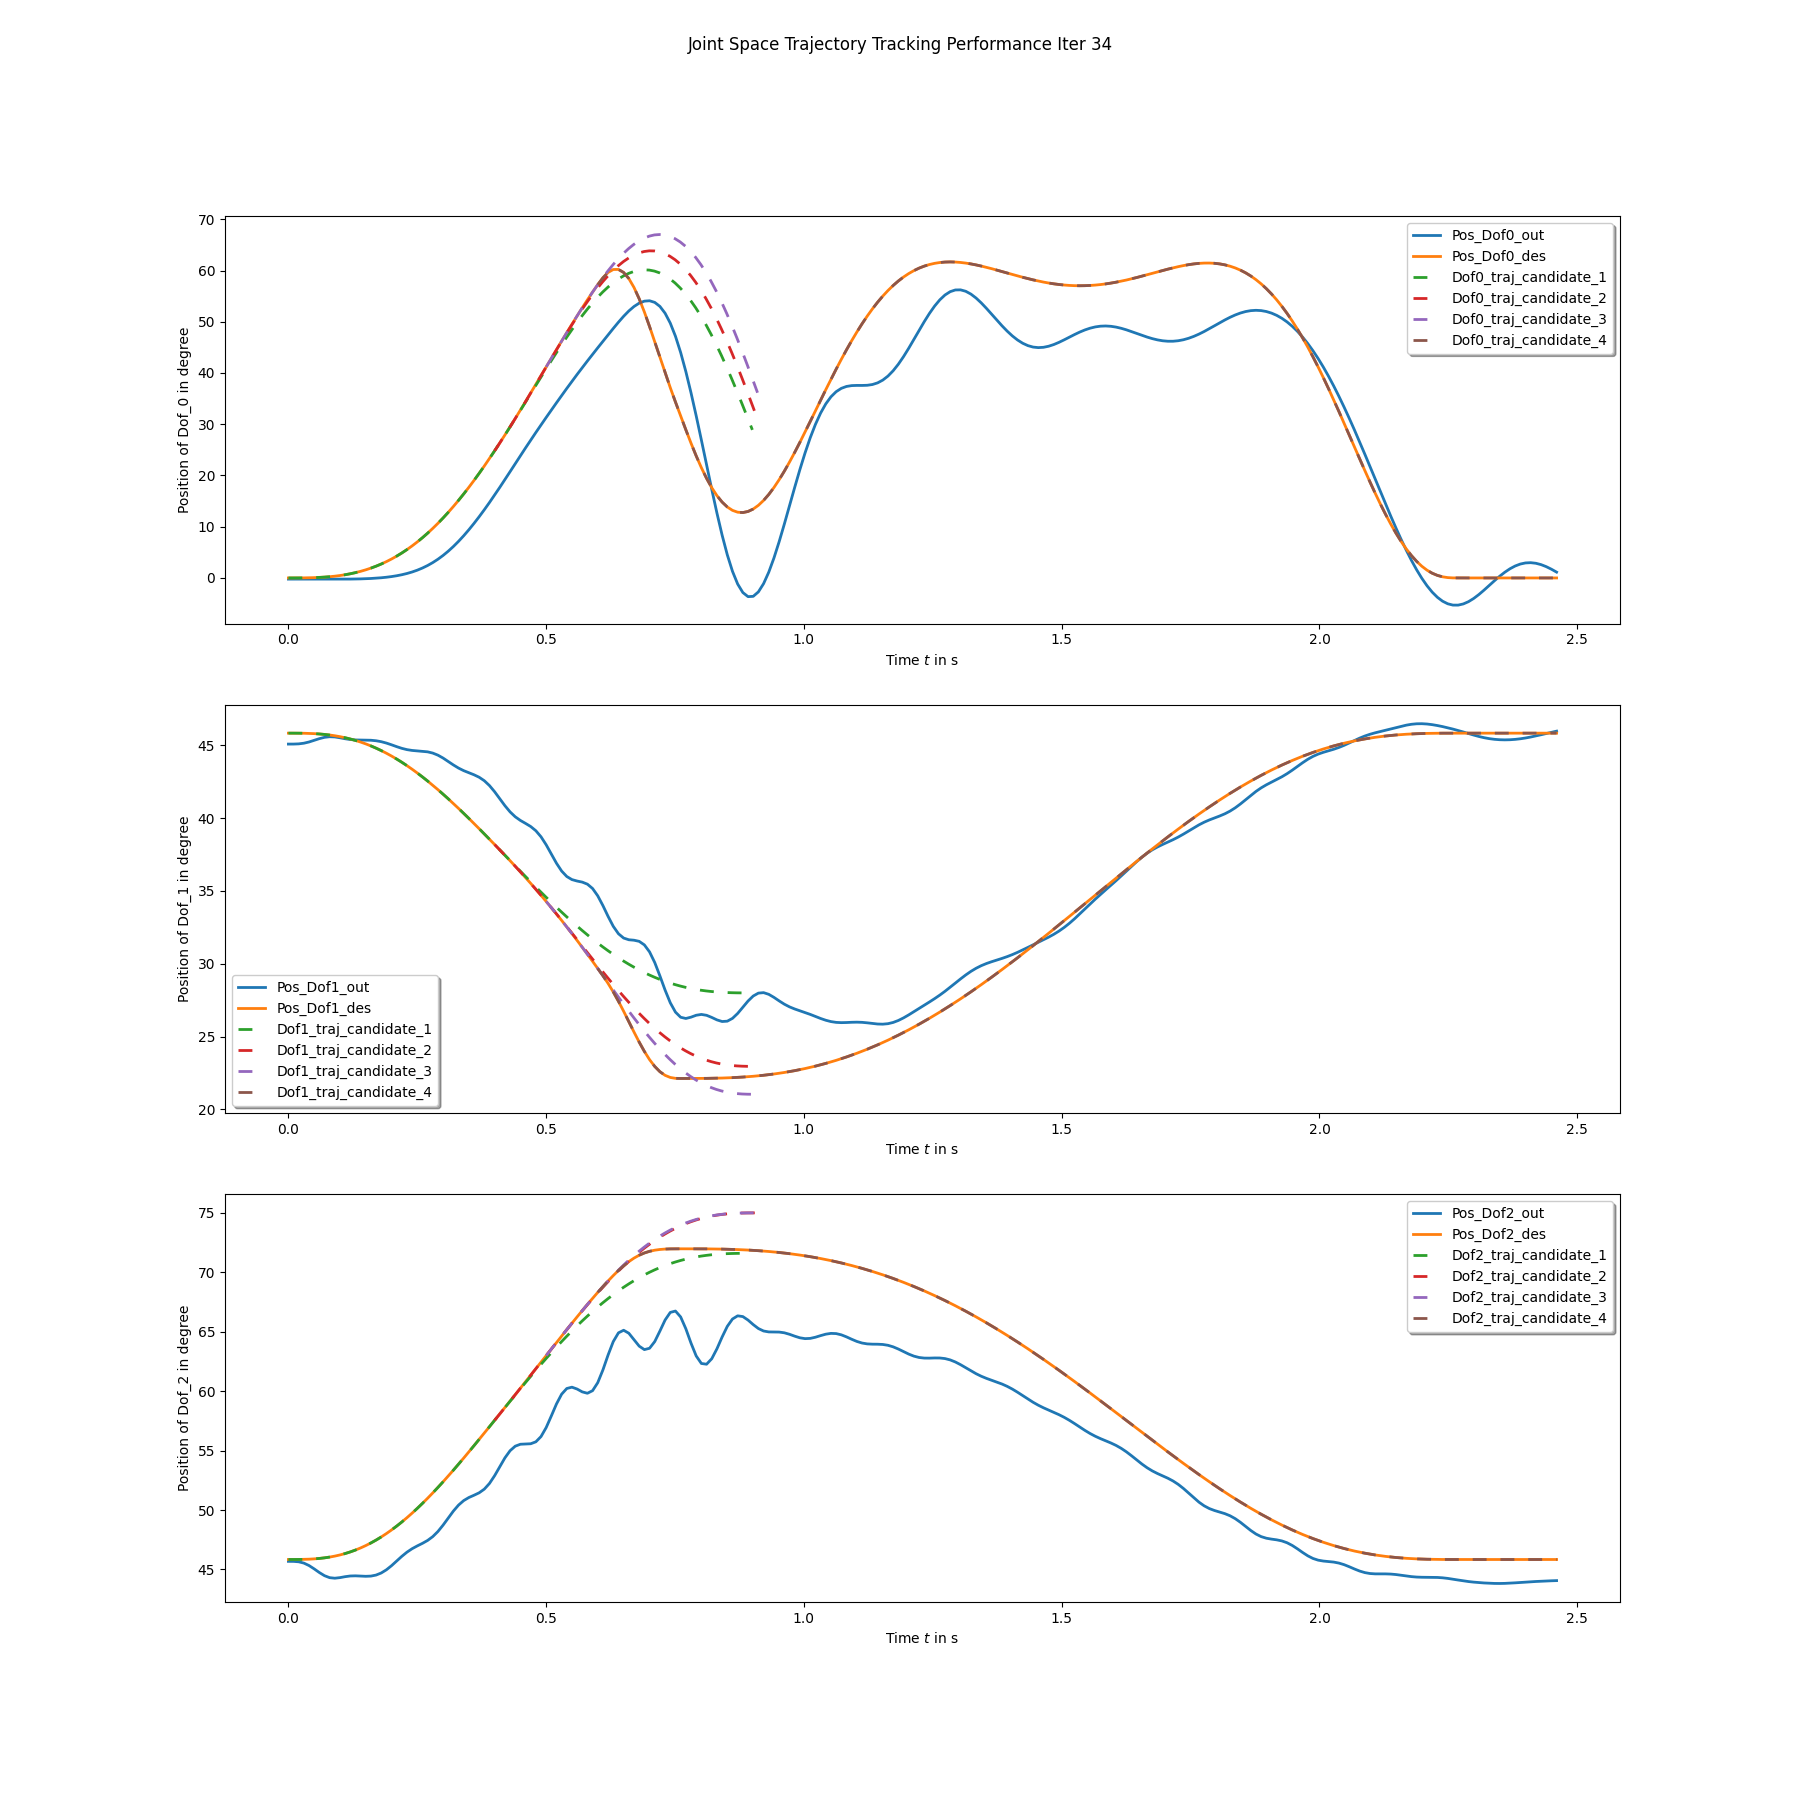 Joint Space Trajectory Tracking Performance Iter 34
70
60
50
40
30
20
10
0
Position of Dof_0 in degree
Pos_Dof0_out
Pos_Dof0_des
Dof0_traj_candidate_1
Dof0_traj_candidate_2
Dof0_traj_candidate_3
Dof0_traj_candidate_4
0.0 0.5 1.0 1.5 2.0 2.5
Time t in s
45
40
35
30
25
20
Position of Dof_1 in degree
Pos_Dof1_out
Pos_Dof1_des
Dof1_traj_candidate_1
Dof1_traj_candidate_2
Dof1_traj_candidate_3
Dof1_traj_candidate_4
0.0 0.5 1.0 1.5 2.0 2.5
Time t in s
75
70
65
60
55
50
45
Position of Dof_2 in degree
Pos_Dof2_out
Pos_Dof2_des
Dof2_traj_candidate_1
Dof2_traj_candidate_2
Dof2_traj_candidate_3
Dof2_traj_candidate_4
0.0 0.5 1.0 1.5 2.0 2.5
Time t in s